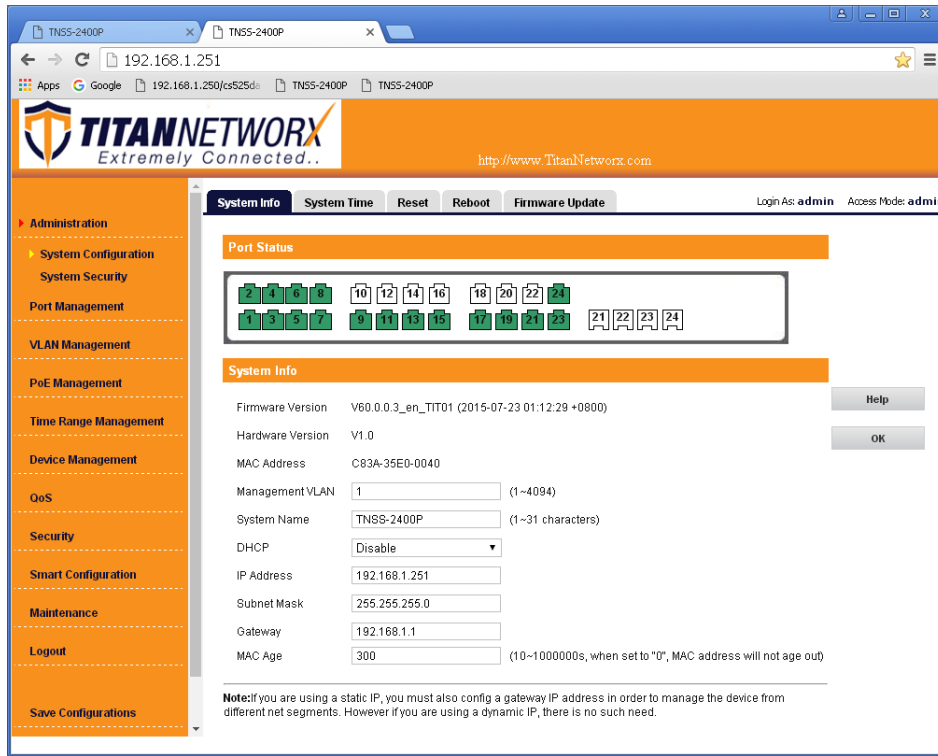 TNSS-2400P
TNSS-2400P
192.168.1.251
Apps Google 192.168.1.250/cs525d TNSS-2400P TNSS-2400P
TITANNETWORX
Extremely Connected..
http://www.TitanNetworx.com
System Info System Time Reset Reboot Firmware Update Login As: admin Access Mode: admi
Administration
System Configuration
System Security
Port Management
VLAN Management
PoE Management
Time Range Management
Device Management
QoS
Security
Smart Configuration
Maintenance
Logout
Save Configurations
Port Status
2 4 6 8 10 12 14 16 18 20 22 24
1 3 5 7 9 11 13 15 17 19 21 23 21 22 23 24
System Info
Firmware Version V60.0.0.3_en_TIT01 (2015-07-23 01:12:29 +0800)
Hardware Version V1.0
MAC Address C83A-35E0-0040
Management VLAN 1 (1~4094)
System Name TNSS-2400P (1~31 characters)
DHCP Disable
IP Address 192.168.1.251
Subnet Mask 255.255.255.0
Gateway 192.168.1.1
MAC Age 300 (10~1000000s, when set to "0", MAC address will not age out)
Note:If you are using a static IP, you must also config a gateway IP address in order to manage the device from
different net segments. However if you are using a dynamic IP, there is no such need.
Help
OK